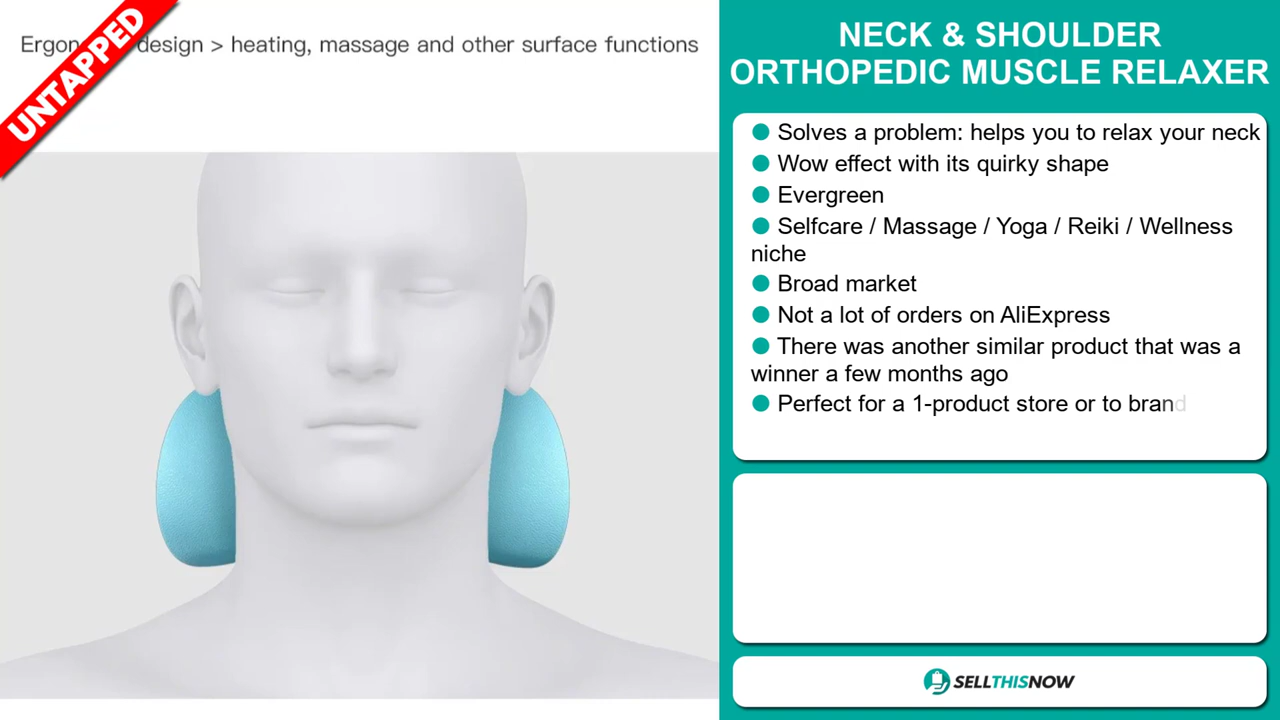 UNTAPPED
Ergon design > heating, massage and other surface functions
NECK & SHOULDER
ORTHOPEDIC MUSCLE RELAXER
● Solves a problem: helps you to relax your neck
● Wow effect with its quirky shape
● Evergreen
● Selfcare / Massage / Yoga / Reiki / Wellness
niche
● Broad market
● Not a lot of orders on AliExpress
● There was another similar product that was a
winner a few months ago
● Perfect for a 1-product store or to brand
SELLTHISNOW